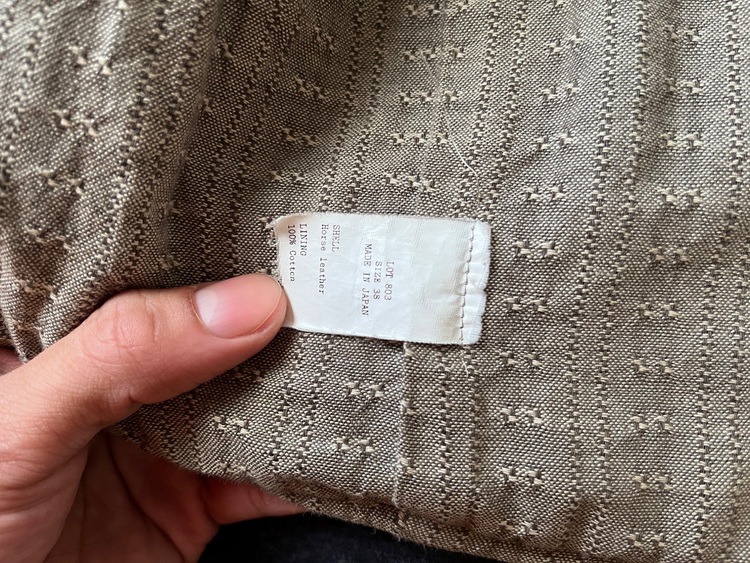 LOT 803
SIZE 38
MADE IN JAPAN
SHELL
Horse leather
LINING
100% Cotton